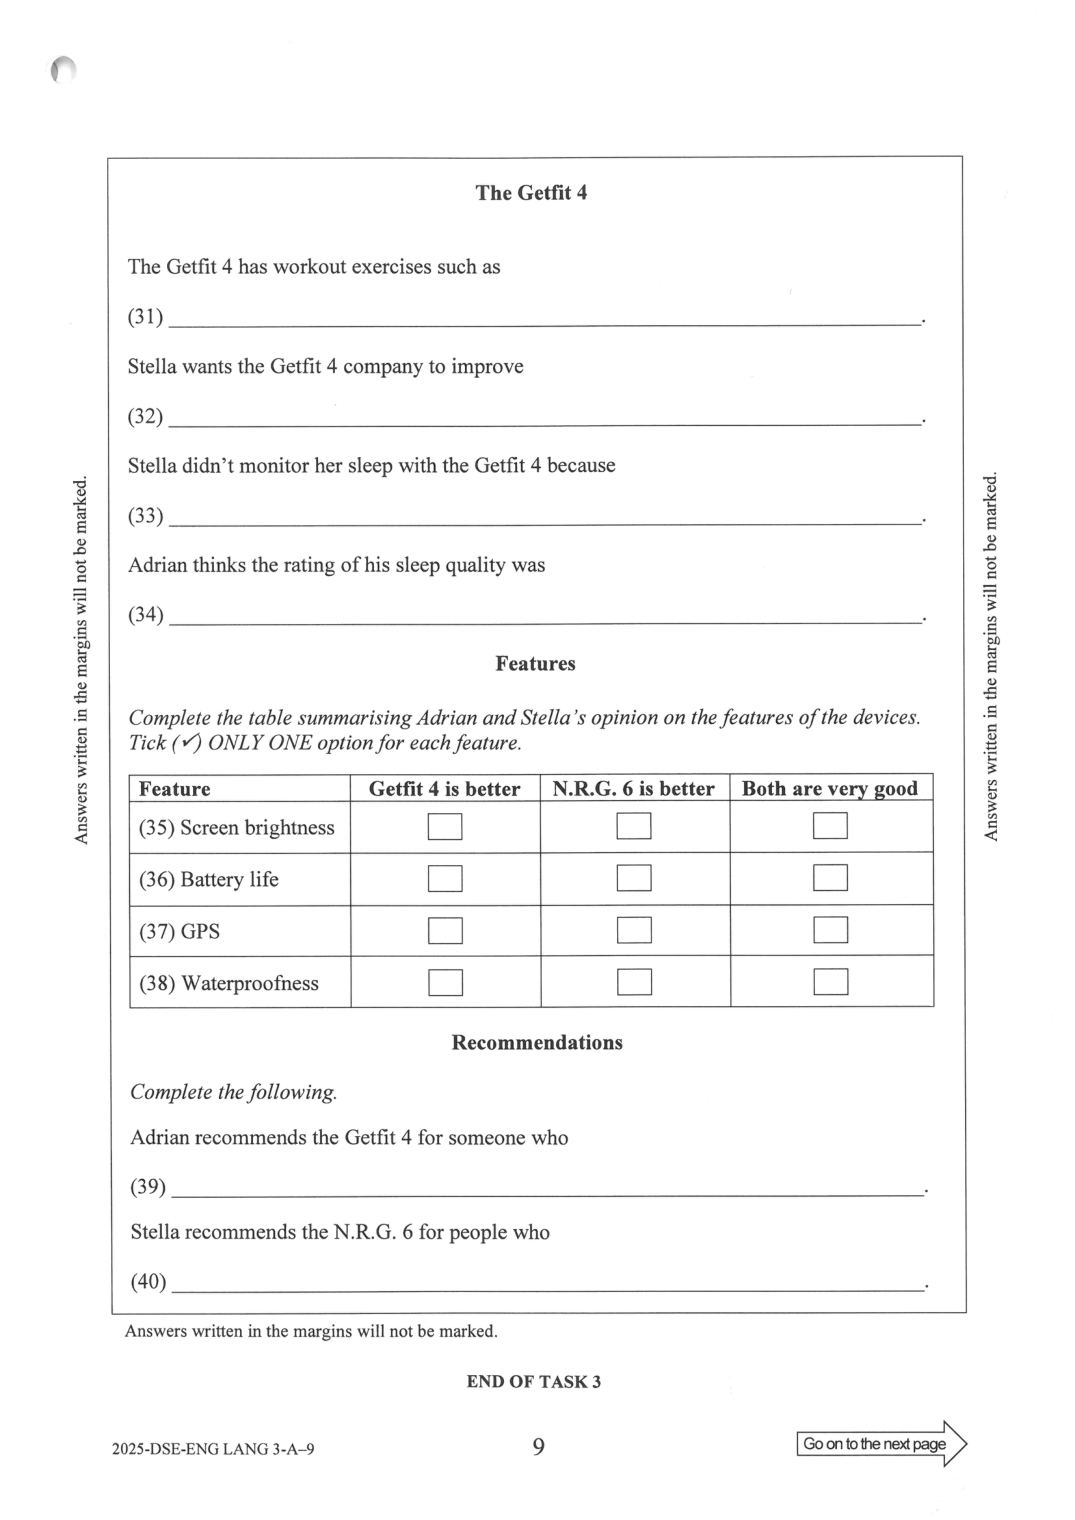 The Getfit 4
The Getfit 4 has workout exercises such as
(31) .
Stella wants the Getfit 4 company to improve
(32) .
Stella didn't monitor her sleep with the Getfit 4 because
(33) .
Adrian thinks the rating of his sleep quality was
(34) .
Features
Complete the table summarising Adrian and Stella's opinion on the features of the devices.
Tick (✓) ONLY ONE option for each feature.
Feature Getfit 4 is better N.R.G. 6 is better Both are very good
(35) Screen brightness
(36) Battery life
(37) GPS
(38) Waterproofness
Recommendations
Complete the following.
Adrian recommends the Getfit 4 for someone who
(39) .
Stella recommends the N.R.G. 6 for people who
(40) .
Answers written in the margins will not be marked.
Answers written in the margins will not be marked.
Answers written in the margins will not be marked.
END OF TASK 3
2025-DSE-ENG LANG 3-A–9
9
Go on to the next page